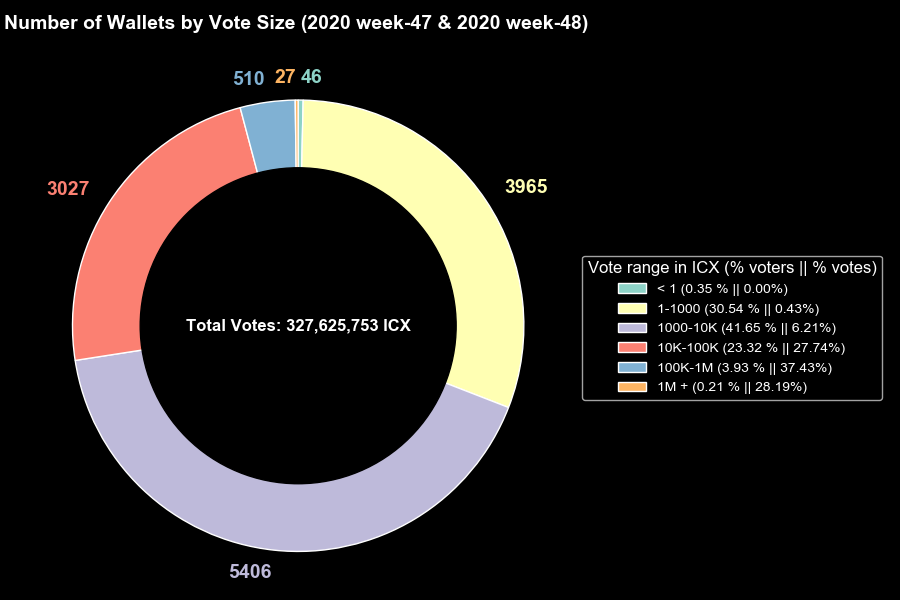 Number of Wallets by Vote Size (2020 week-47 & 2020 week-48)
510 27 46
3027
3965
Vote range in ICX (% voters || % votes)
< 1 (0.35 % || 0.00%)
1-1000 (30.54 % || 0.43%)
1000-10K (41.65 % || 6.21%)
10K-100K (23.32 % || 27.74%)
100K-1M (3.93 % || 37.43%)
1M + (0.21 % || 28.19%)
Total Votes: 327,625,753 ICX
5406